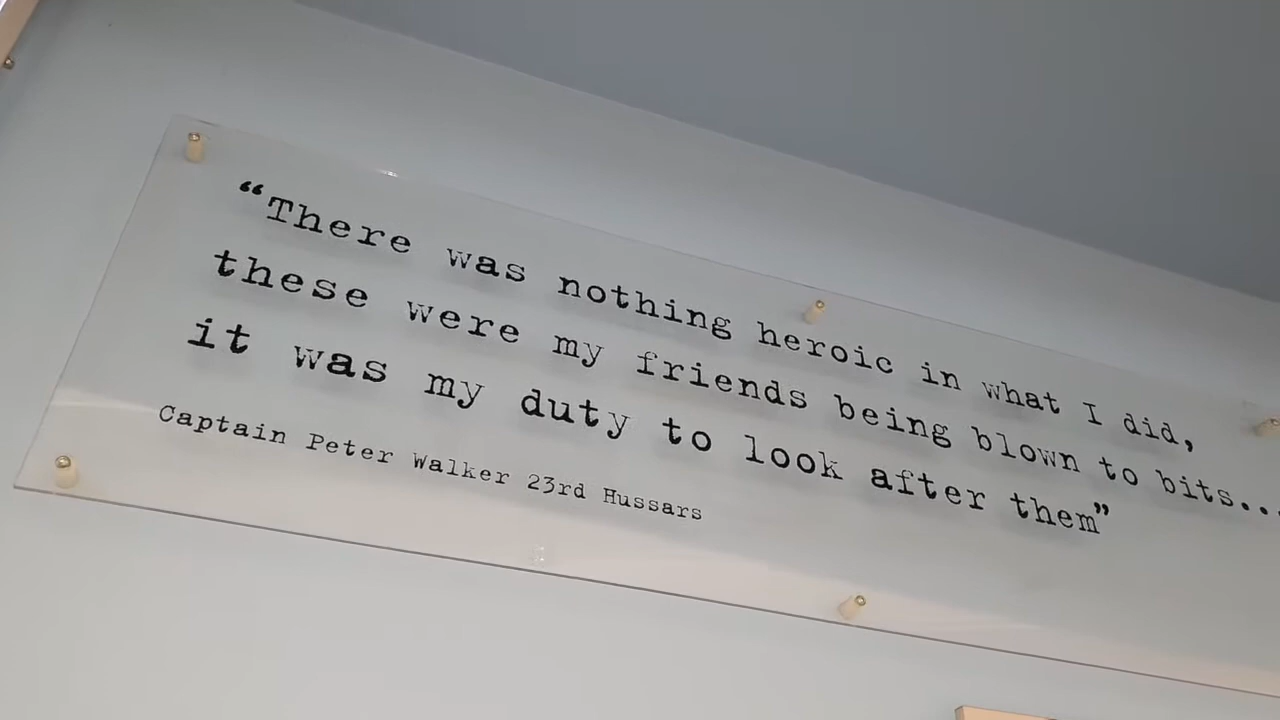 “There was nothing heroic in what I did,
these were my friends being blown to bits...
it was my duty to look after them”
Captain Peter Walker 23rd Hussars